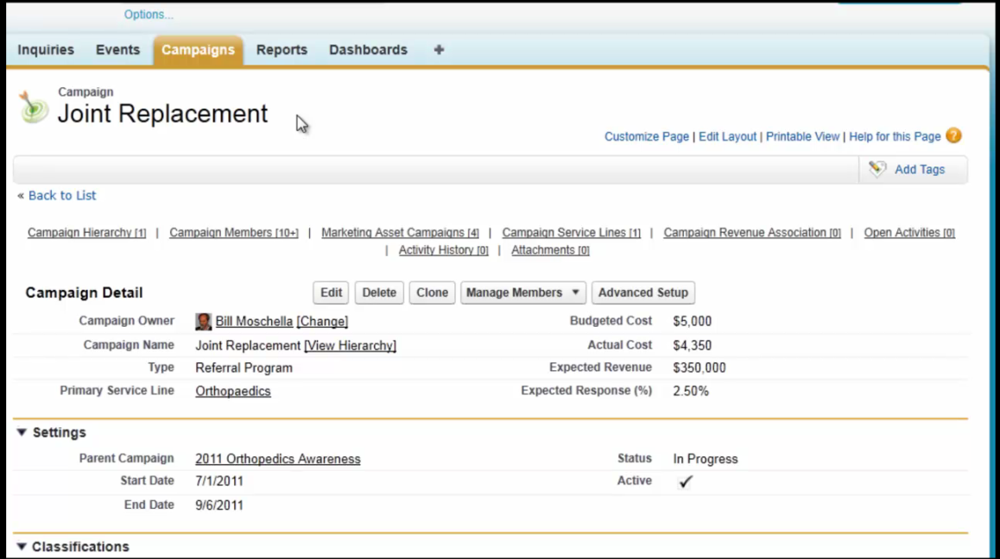 Options...
Inquiries Events Campaigns Reports Dashboards +
Campaign
Joint Replacement
Customize Page | Edit Layout | Printable View | Help for this Page ?
Add Tags
« Back to List
Campaign Hierarchy [1] | Campaign Members [10+] | Marketing Asset Campaigns [4] | Campaign Service Lines [1] | Campaign Revenue Association [0] | Open Activities [0]
| Activity History [0] | Attachments [0]
Campaign Detail Edit Delete Clone Manage Members Advanced Setup
Campaign Owner Bill Moschella [Change] Budgeted Cost $5,000
Campaign Name Joint Replacement [View Hierarchy] Actual Cost $4,350
Type Referral Program Expected Revenue $350,000
Primary Service Line Orthopaedics Expected Response (%) 2.50%
Settings
Parent Campaign 2011 Orthopedics Awareness Status In Progress
Start Date 7/1/2011 Active ✓
End Date 9/6/2011
Classifications